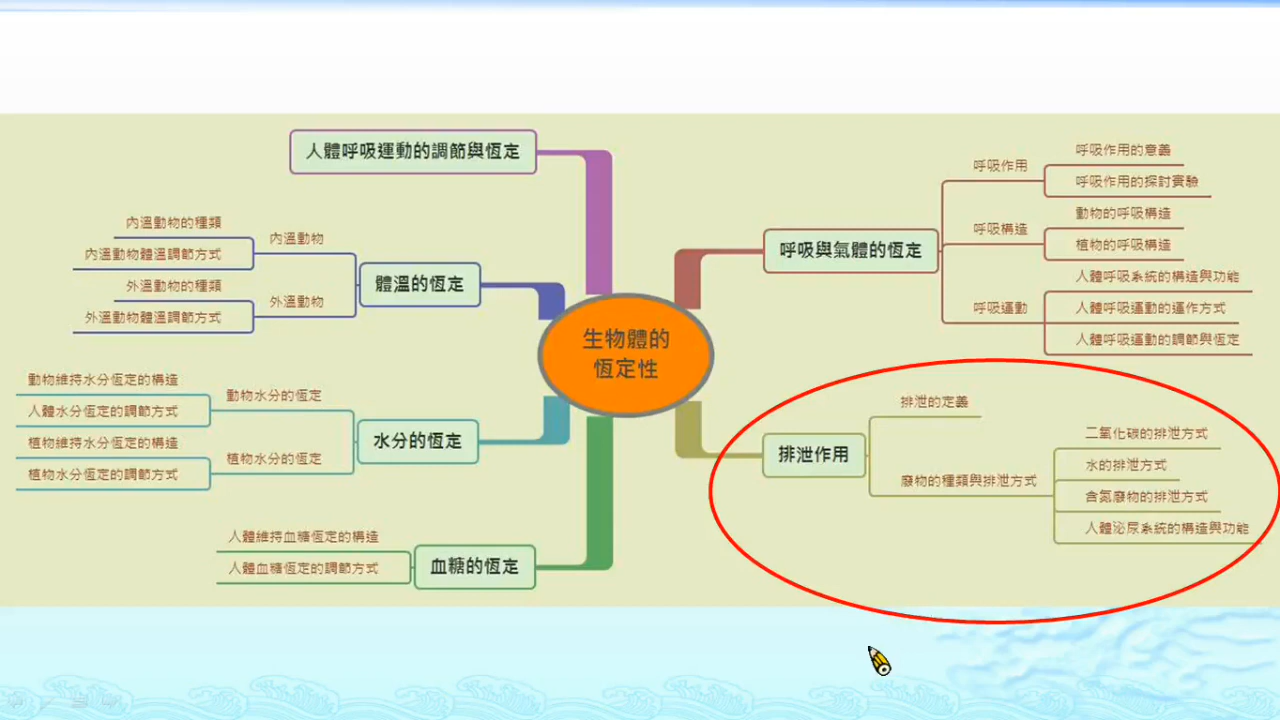 生物體的
恆定性
人體呼吸運動的調節與恆定
體溫的恆定
內溫動物
內溫動物的種類
內溫動物體溫調節方式
外溫動物
外溫動物的種類
外溫動物體溫調節方式
水分的恆定
動物水分的恆定
動物維持水分恆定的構造
人體水分恆定的調節方式
植物水分的恆定
植物維持水分恆定的構造
植物水分恆定的調節方式
血糖的恆定
人體維持血糖恆定的構造
人體血糖恆定的調節方式
呼吸與氣體的恆定
呼吸作用
呼吸作用的意義
呼吸作用的探討實驗
呼吸構造
動物的呼吸構造
植物的呼吸構造
呼吸運動
人體呼吸系統的構造與功能
人體呼吸運動的運作方式
人體呼吸運動的調節與恆定
排泄作用
排泄的定義
廢物的種類與排泄方式
二氧化碳的排泄方式
水的排泄方式
含氮廢物的排泄方式
人體泌尿系統的構造與功能